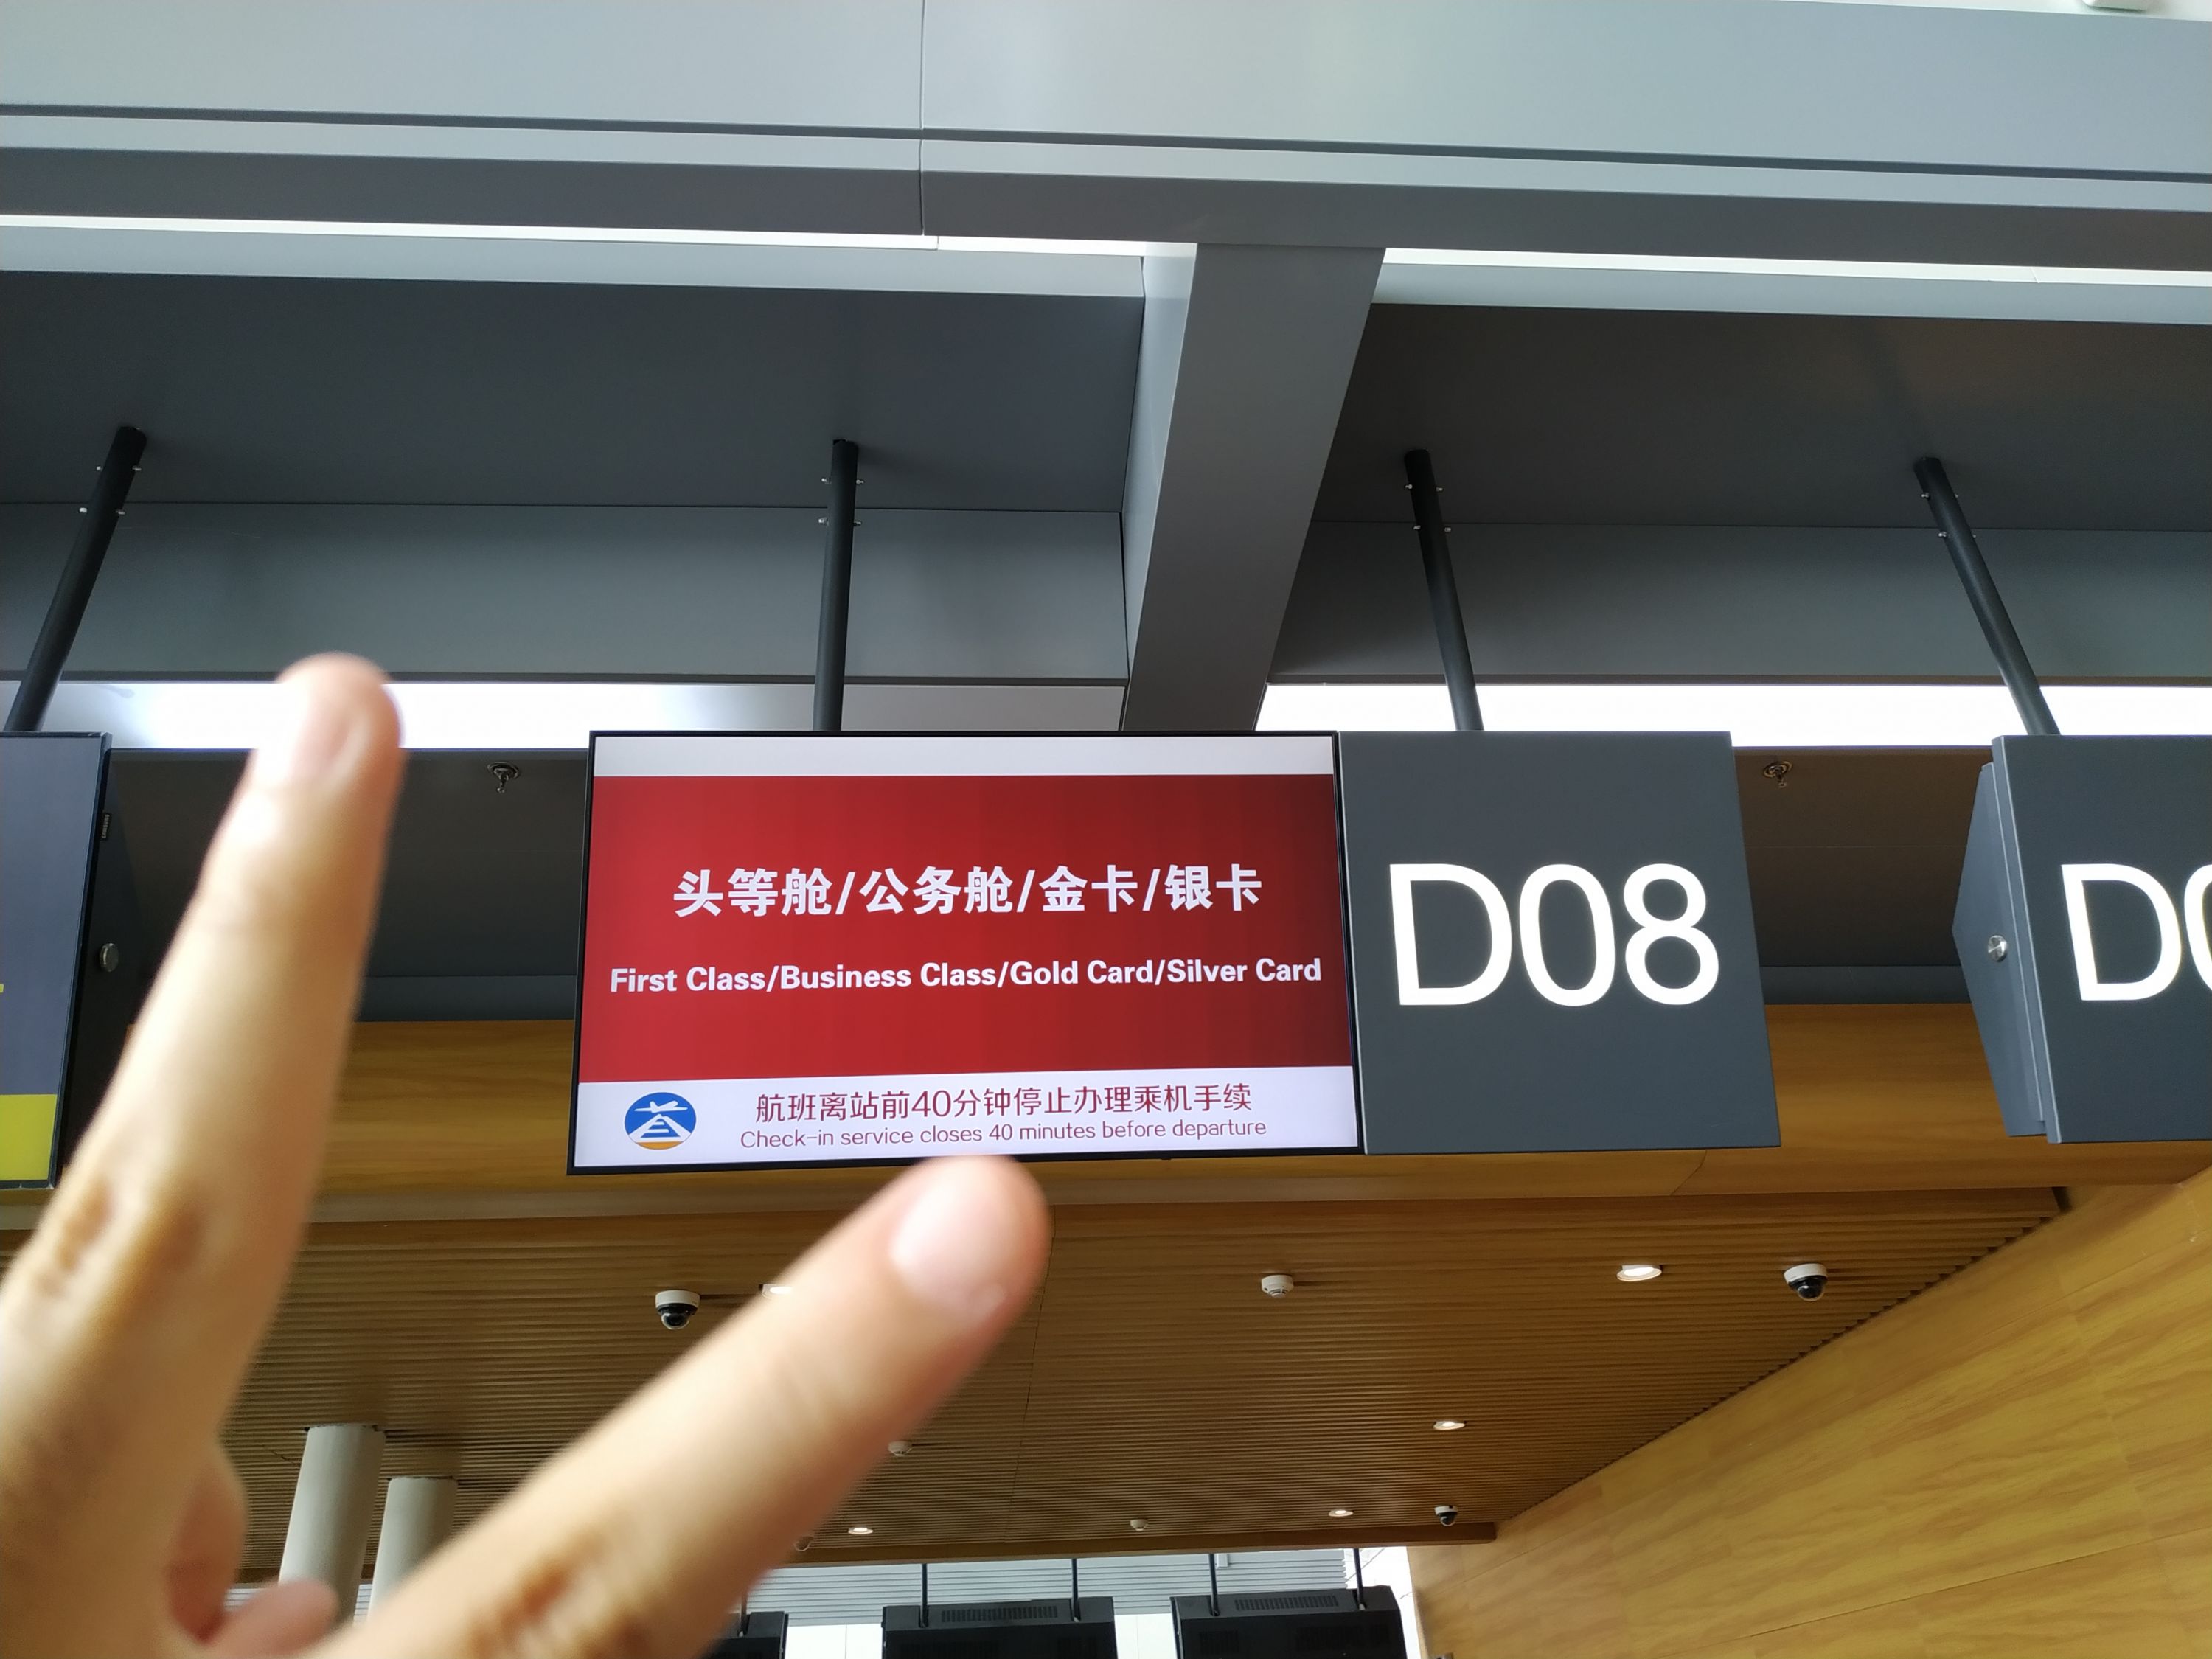 头等舱/公务舱/金卡/银卡
First Class/Business Class/Gold Card/Silver Card
航班离站前40分钟停止办理乘机手续
Check-in service closes 40 minutes before departure
D08